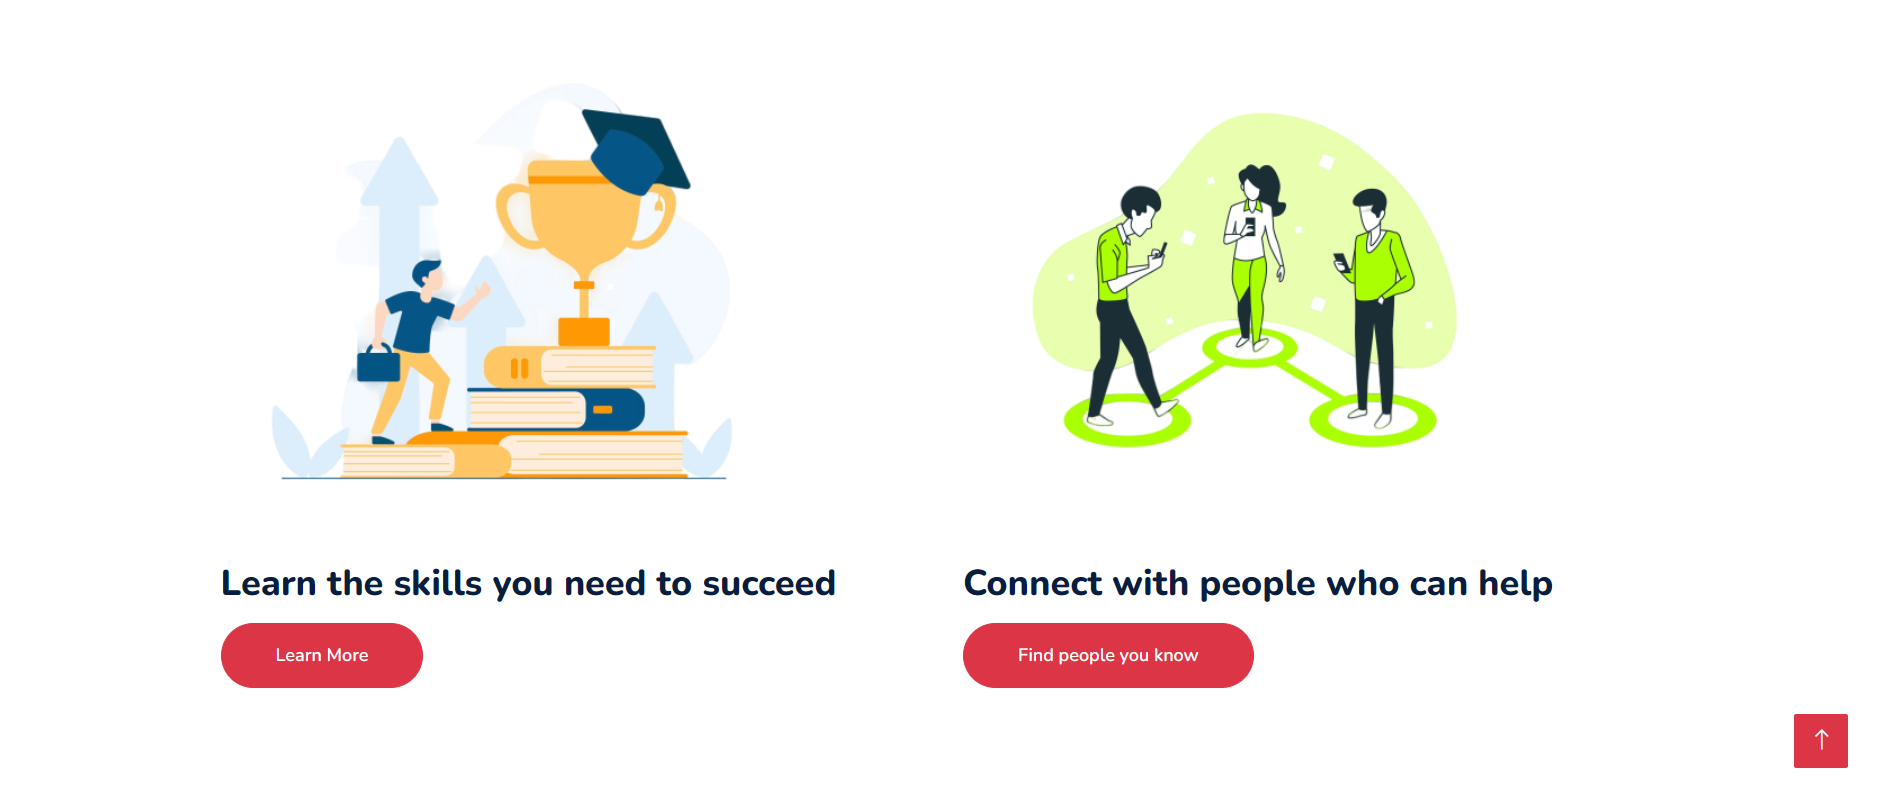 Learn the skills you need to succeed
Learn More
Connect with people who can help
Find people you know